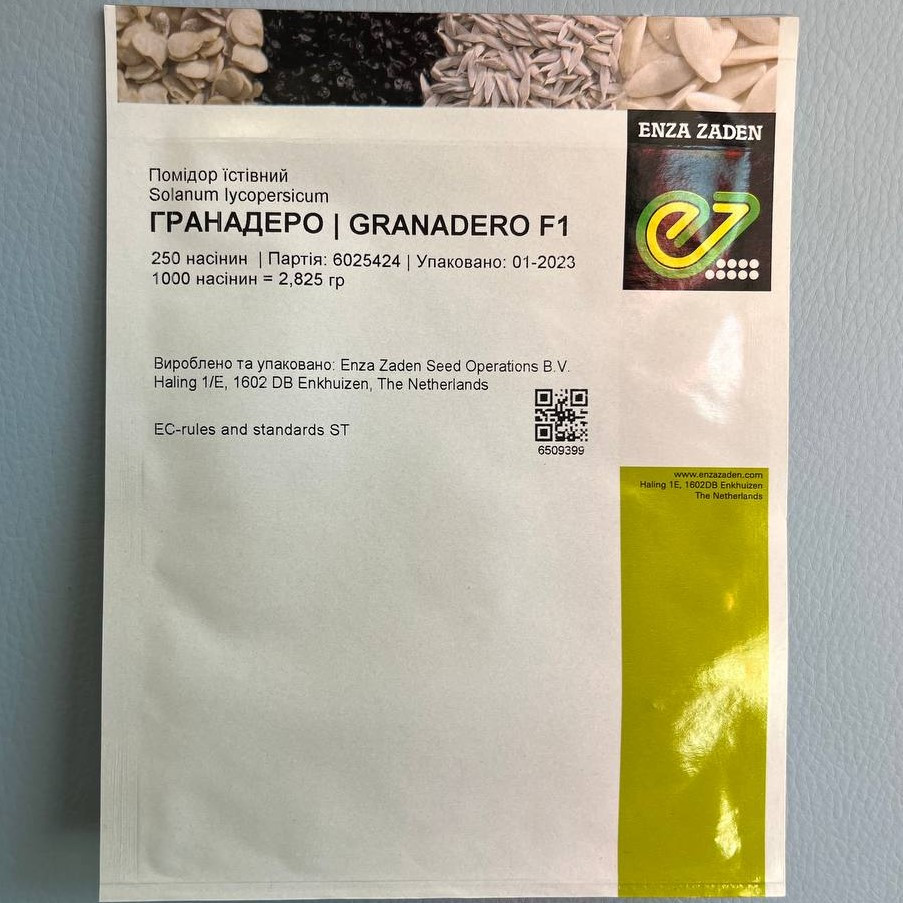 ENZA ZADEN
Помідор їстівний
Solanum lycopersicum
ГРАНАДЕРО | GRANADERO F1
250 насінин | Партія: 6025424 | Упаковано: 01-2023
1000 насінин = 2,825 гр
Вироблено та упаковано: Enza Zaden Seed Operations B.V.
Haling 1/E, 1602 DB Enkhuizen, The Netherlands
EC-rules and standards ST
6509399
www.enzazaden.com
Haling 1E, 1602DB Enkhuizen
The Netherlands